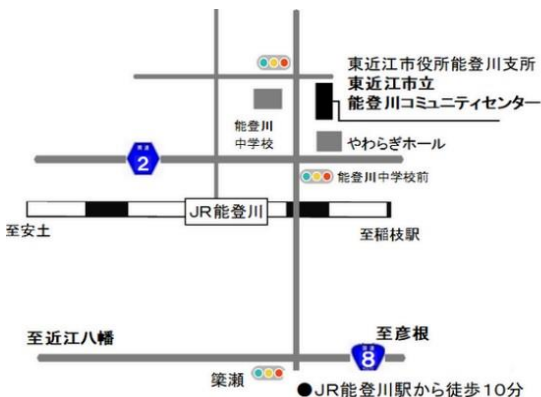 東近江市役所能登川支所
東近江市立
能登川コミュニティセンター
能登川
中学校
やわらぎホール
2
能登川中学校前
JR能登川
至安土
至稲枝駅
至近江八幡
至彦根
8
簗瀬
●JR能登川駅から徒歩10分